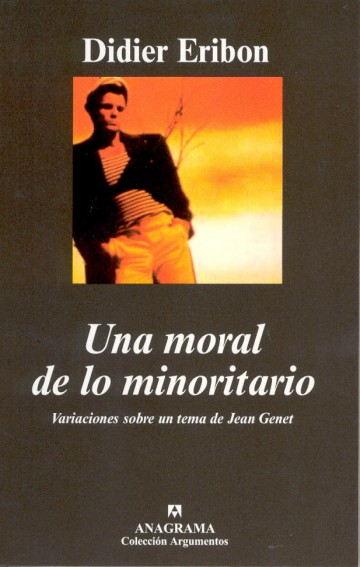 Didier Eribon
Una moral
de lo minoritario
Variaciones sobre un tema de Jean Genet
ANAGRAMA
Colección Argumentos